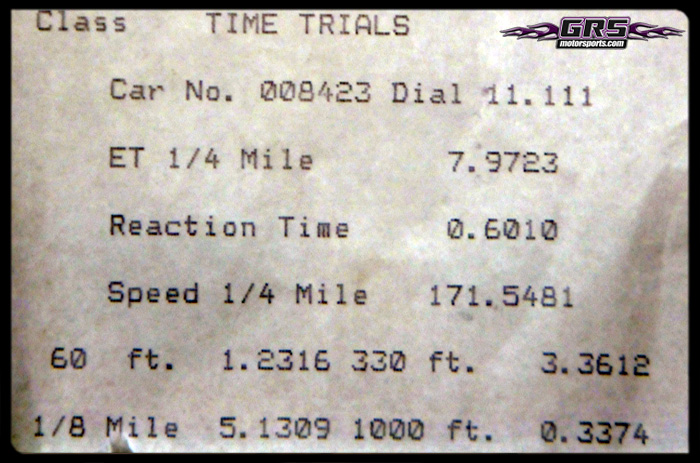 Class TIME TRIALS
GRS
motorsports.com
Car No. 008423 Dial 11.111
ET 1/4 Mile 7.9723
Reaction Time 0.6010
Speed 1/4 Mile 171.5481
60 ft. 1.2316 330 ft. 3.3612
1/8 Mile 5.1309 1000 ft. 0.3374